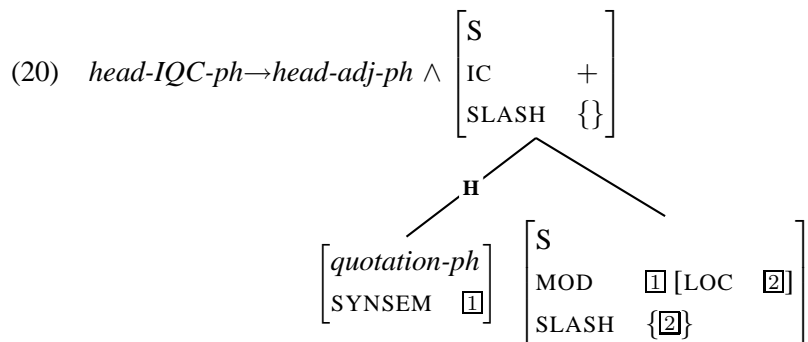 (20) head-IQC-ph→head-adj-ph ∧ [S
IC +
SLASH {}]
H
[quotation-ph
SYNSEM 1]
[S
MOD 1 [LOC 2]
SLASH {2}]